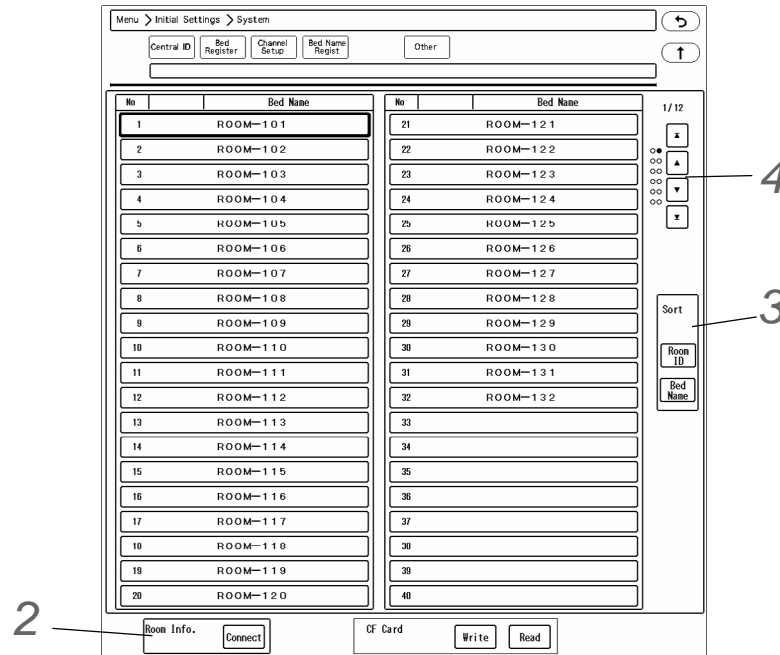 Menu > Initial Settings > System
Central ID
Bed Register
Channel Setup
Bed Name Regist
Other
No Bed Name No Bed Name 1/12
1 ROOM-101 21 ROOM-121
2 ROOM-102 22 ROOM-122
3 ROOM-103 23 ROOM-123
4 ROOM-104 24 ROOM-124
4
5 ROOM-105 25 ROOM-125
6 ROOM-106 26 ROOM-126
7 ROOM-107 27 ROOM-127
8 ROOM-108 28 ROOM-128
9 ROOM-109 29 ROOM-129
Sort
3
10 ROOM-110 30 ROOM-130
Room ID
11 ROOM-111 31 ROOM-131
Bed Name
12 ROOM-112 32 ROOM-132
13 ROOM-113 33
14 ROOM-114 34
15 ROOM-115 35
16 ROOM-116 36
17 ROOM-117 37
18 ROOM-118 38
19 ROOM-119 39
20 ROOM-120 40
2
Room Info. Connect
CF Card Write Read